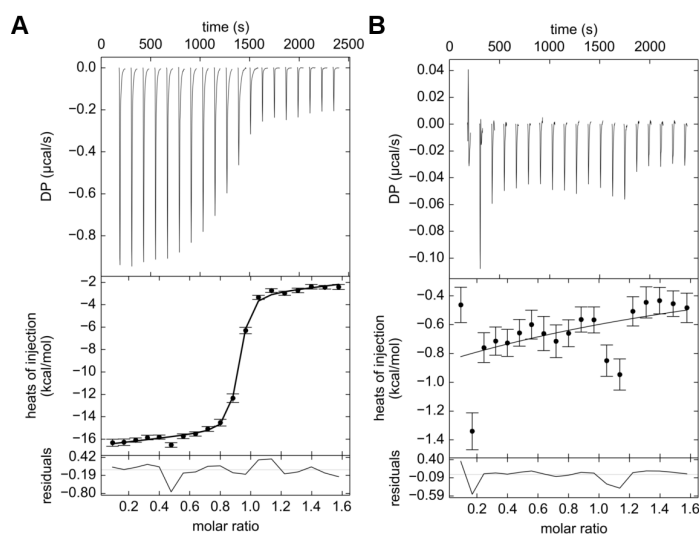 A
time (s)
0 500 1000 1500 2000 2500
0.0
−0.2
−0.4
−0.6
−0.8
DP (µcal/s)
−2
−4
−6
−8
−10
−12
−14
−16
heats of injection
(kcal/mol)
0.42
−0.19
−0.80
residuals
0.2 0.4 0.6 0.8 1.0 1.2 1.4 1.6
molar ratio
B
time (s)
0 500 1000 1500 2000
0.04
0.02
0.00
−0.02
−0.04
−0.06
−0.08
−0.10
DP (µcal/s)
−0.4
−0.6
−0.8
−1.0
−1.2
−1.4
heats of injection
(kcal/mol)
0.40
−0.09
−0.59
residuals
0.2 0.4 0.6 0.8 1.0 1.2 1.4 1.6
molar ratio